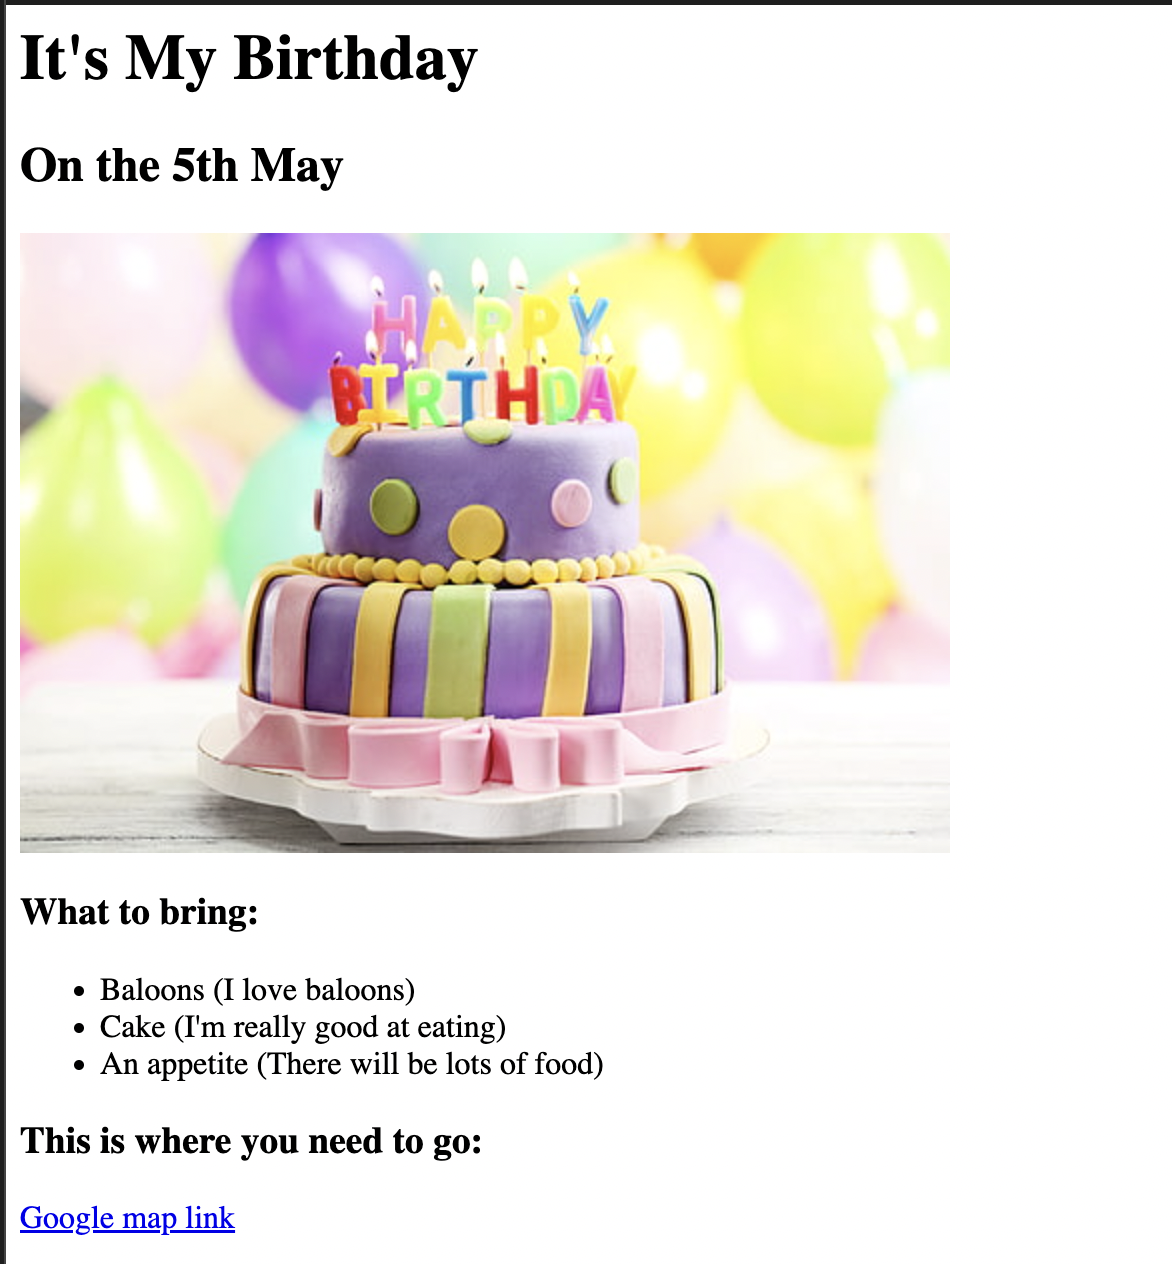 It's My Birthday
On the 5th May
HAPPY
BIRTHDAY
What to bring:
Baloons (I love baloons)
Cake (I'm really good at eating)
An appetite (There will be lots of food)
This is where you need to go:
Google map link